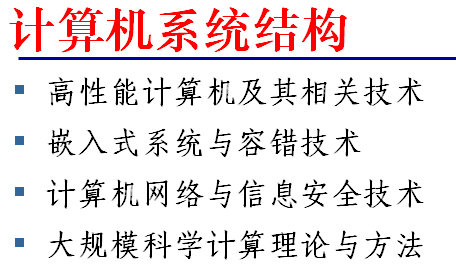 计算机系统结构
高性能计算机及其相关技术
嵌入式系统与容错技术
计算机网络与信息安全技术
大规模科学计算理论与方法